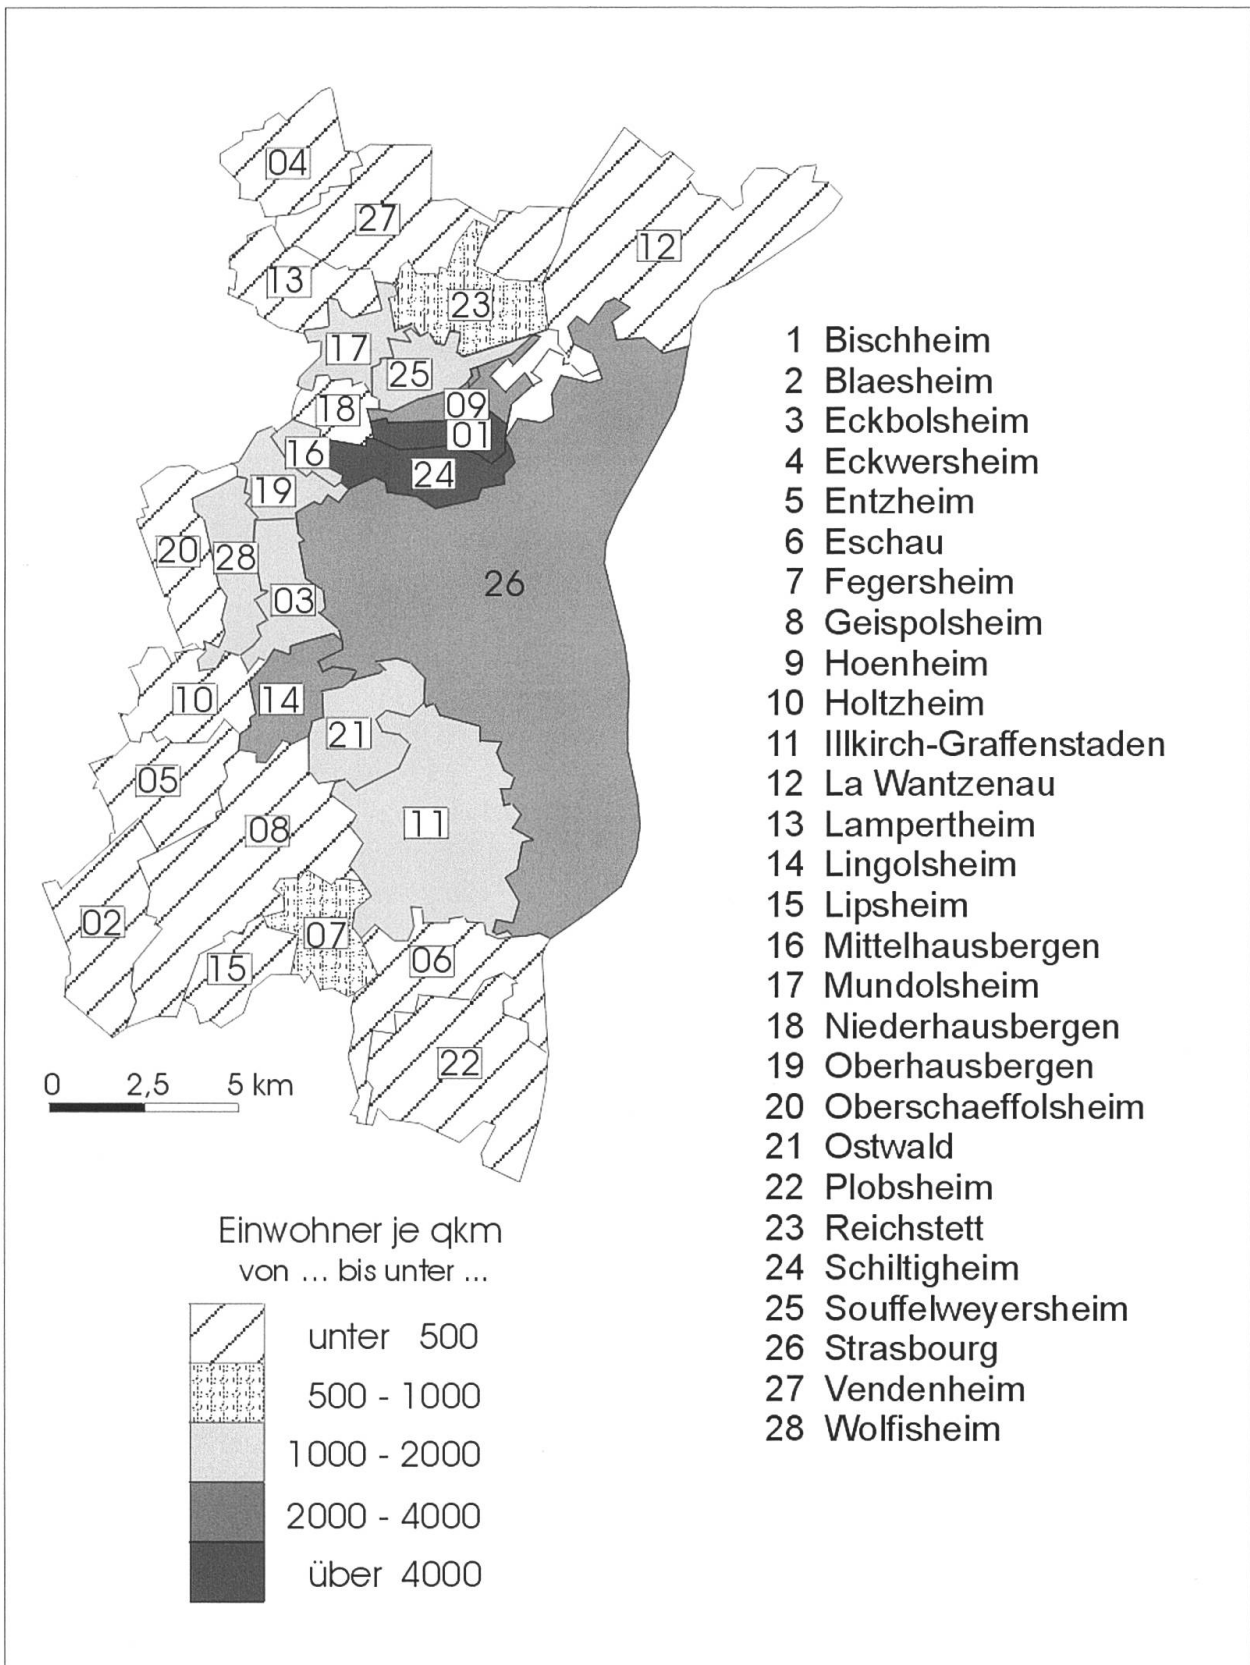 04
27
12
13
23
17
25
18
09
01
16
24
19
20
28
26
03
10
14
21
05
08
11
02
07
15
06
22
0 2,5 5 km
Einwohner je qkm
von ... bis unter ...
unter 500
500 - 1000
1000 - 2000
2000 - 4000
über 4000
1 Bischheim
2 Blaesheim
3 Eckbolsheim
4 Eckwersheim
5 Entzheim
6 Eschau
7 Fegersheim
8 Geispolsheim
9 Hoenheim
10 Holtzheim
11 Illkirch-Graffenstaden
12 La Wantzenau
13 Lampertheim
14 Lingolsheim
15 Lipsheim
16 Mittelhausbergen
17 Mundolsheim
18 Niederhausbergen
19 Oberhausbergen
20 Oberschaeffolsheim
21 Ostwald
22 Plobsheim
23 Reichstett
24 Schiltigheim
25 Souffelweyersheim
26 Strasbourg
27 Vendenheim
28 Wolfisheim